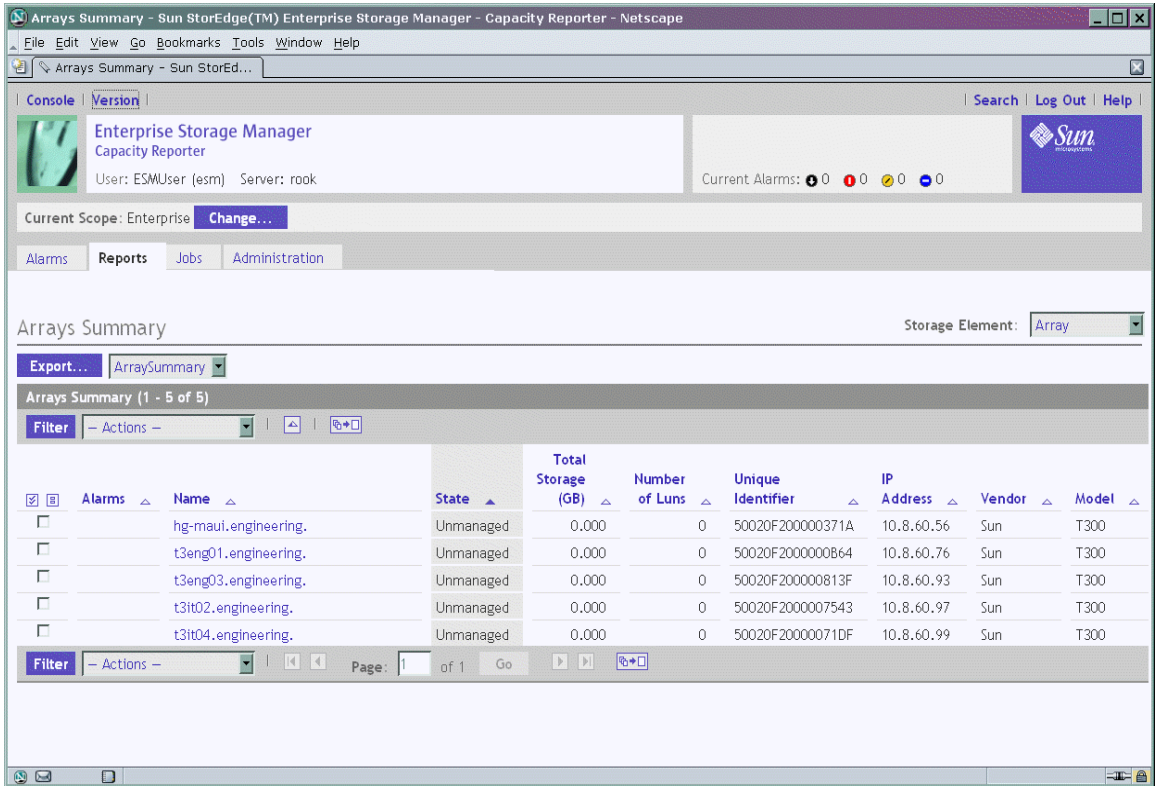 Arrays Summary - Sun StorEdge(TM) Enterprise Storage Manager - Capacity Reporter - Netscape
File Edit View Go Bookmarks Tools Window Help
Arrays Summary - Sun StorEd...
Console | Version | | Search | Log Out | Help |
Enterprise Storage Manager
Capacity Reporter
Sun
microsystems
User: ESMUser (esm) Server: rook Current Alarms: 0 0 0 0
Current Scope: Enterprise Change...
Alarms Reports Jobs Administration
Arrays Summary Storage Element: Array
Export... ArraySummary
Arrays Summary (1 - 5 of 5)
Filter — Actions —
Alarms Name State Total Storage (GB) Number of Luns Unique Identifier IP Address Vendor Model
hg-maui.engineering. Unmanaged 0.000 0 50020F200000371A 10.8.60.56 Sun T300
t3eng01.engineering. Unmanaged 0.000 0 50020F2000000B64 10.8.60.76 Sun T300
t3eng03.engineering. Unmanaged 0.000 0 50020F200000813F 10.8.60.93 Sun T300
t3it02.engineering. Unmanaged 0.000 0 50020F2000007543 10.8.60.97 Sun T300
t3it04.engineering. Unmanaged 0.000 0 50020F20000071DF 10.8.60.99 Sun T300
Filter — Actions — Page: 1 of 1 Go